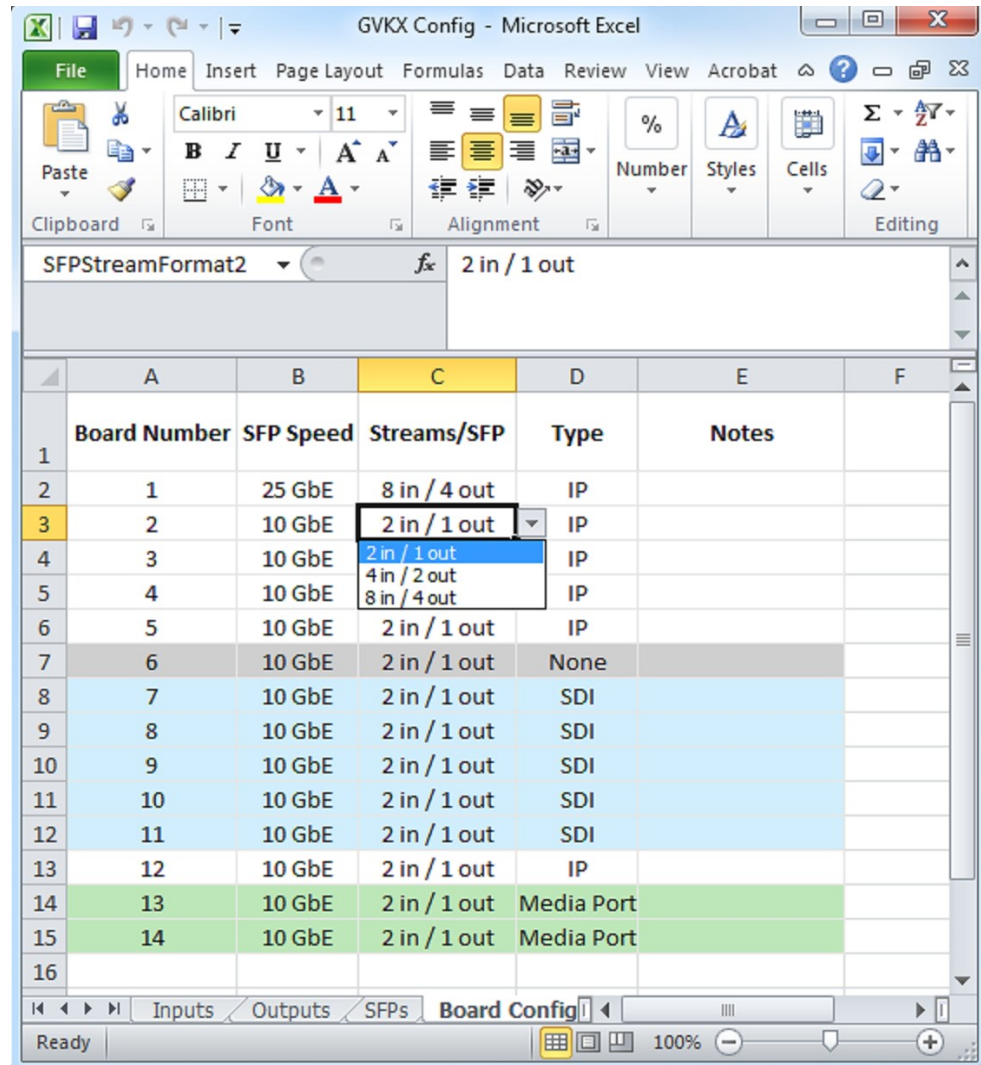 GVKX Config - Microsoft Excel
File Home Insert Page Layout Formulas Data Review View Acrobat
Calibri 11
Paste
B I U A A
A
% A
Number Styles Cells
Clipboard Font Alignment Editing
SFPStreamFormat2 fx 2 in / 1 out
A B C D E F
1 Board Number SFP Speed Streams/SFP Type Notes
2 1 25 GbE 8 in / 4 out IP
3 2 10 GbE 2 in / 1 out IP
4 3 10 GbE 2 in / 1 out IP
5 4 10 GbE 4 in / 2 out IP
8 in / 4 out
6 5 10 GbE 2 in / 1 out IP
7 6 10 GbE 2 in / 1 out None
8 7 10 GbE 2 in / 1 out SDI
9 8 10 GbE 2 in / 1 out SDI
10 9 10 GbE 2 in / 1 out SDI
11 10 10 GbE 2 in / 1 out SDI
12 11 10 GbE 2 in / 1 out SDI
13 12 10 GbE 2 in / 1 out IP
14 13 10 GbE 2 in / 1 out Media Port
15 14 10 GbE 2 in / 1 out Media Port
16
Inputs Outputs SFPs Board Config
Ready 100%